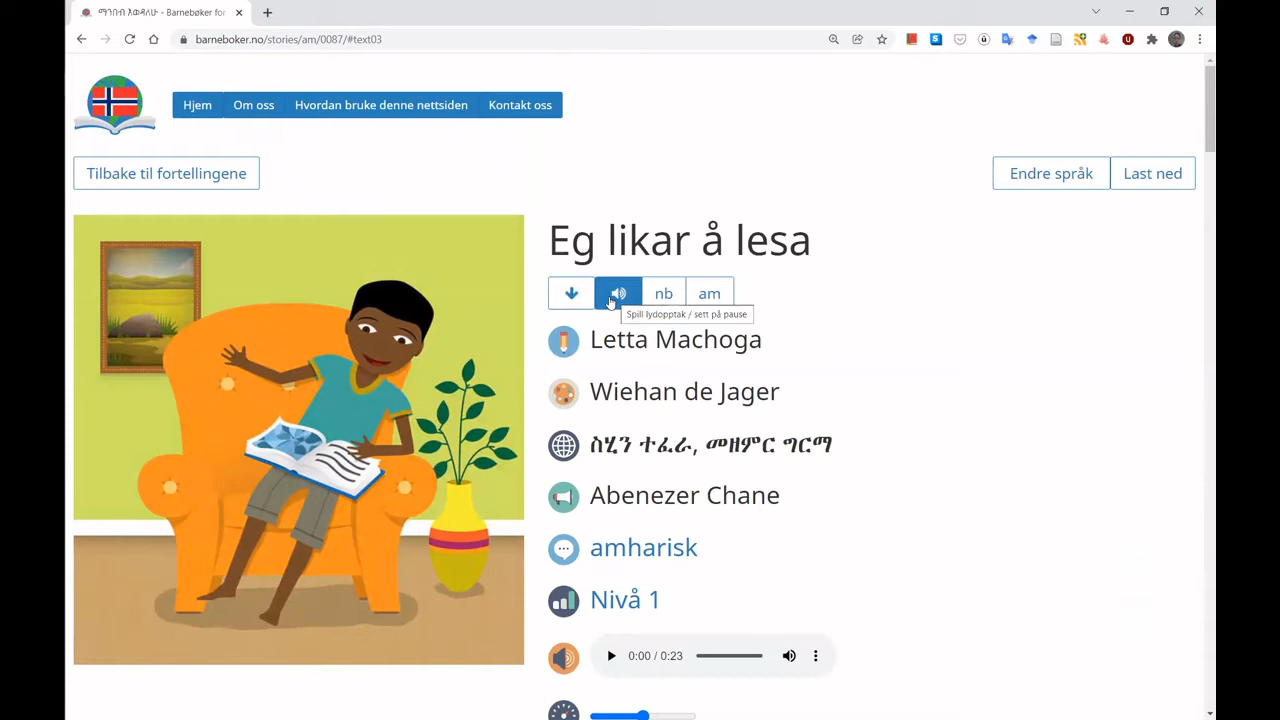 ማንበብ እወዳለሁ - Barnebøker for
barneboker.no/stories/am/0087/#text03
Hjem
Om oss
Hvordan bruke denne nettsiden
Kontakt oss
Tilbake til fortellingene
Endre språk
Last ned
Eg likar å lesa
nb
am
Spill lydopptak / sett på pause
Letta Machoga
Wiehan de Jager
ስሂን ተፈራ, መዘምር ግርማ
Abenezer Chane
amharisk
Nivå 1
0:00 / 0:23